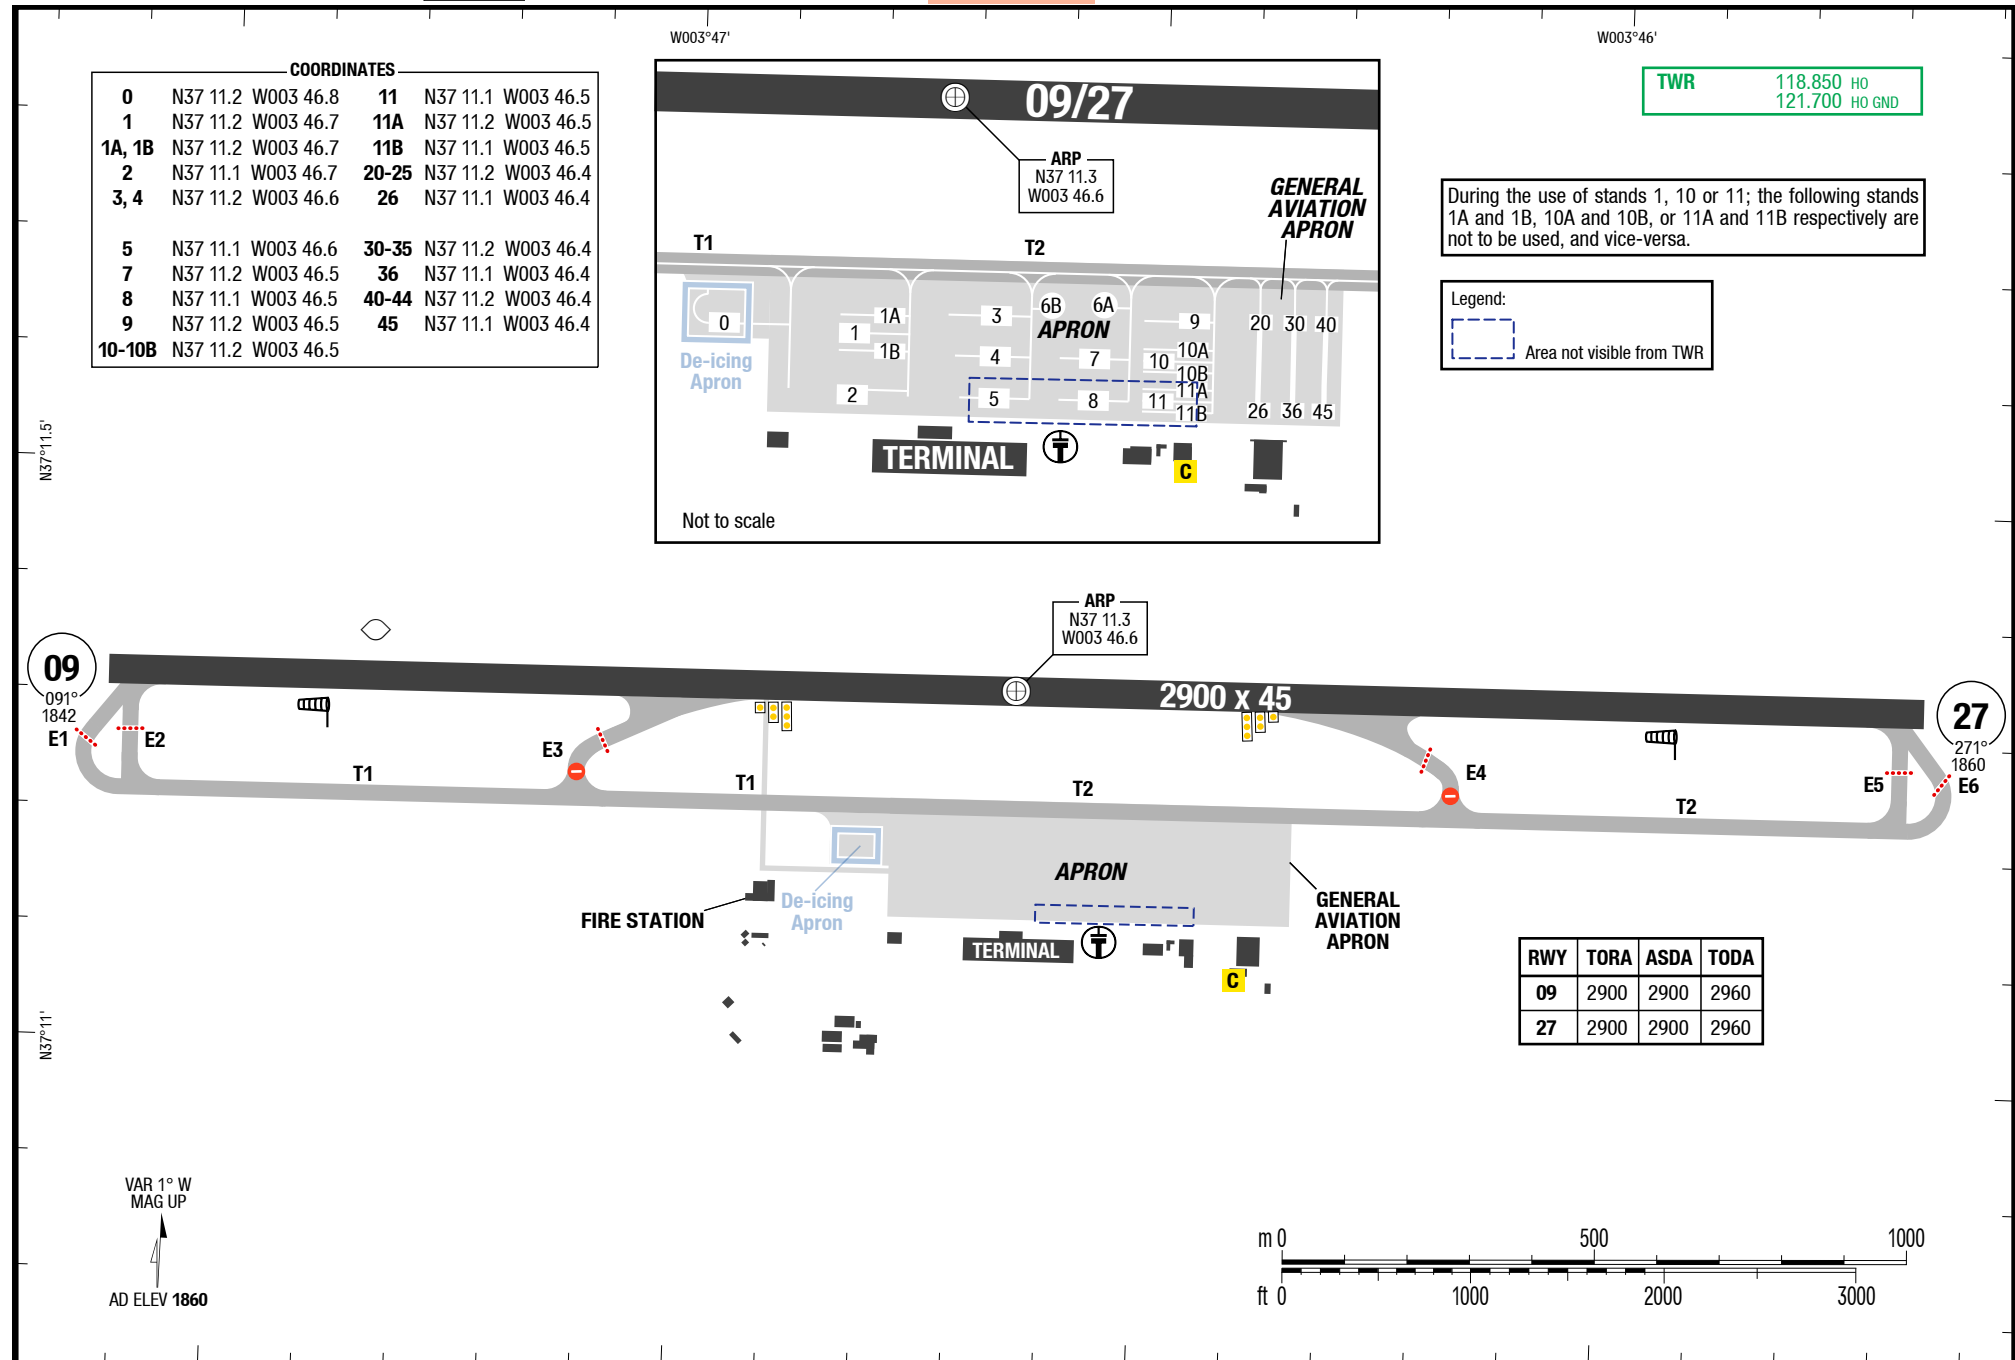 W003°47'
W003°46'
COORDINATES
0 N37 11.2 W003 46.8 11 N37 11.1 W003 46.5
1 N37 11.2 W003 46.7 11A N37 11.2 W003 46.5
1A, 1B N37 11.2 W003 46.7 11B N37 11.1 W003 46.5
2 N37 11.1 W003 46.7 20-25 N37 11.2 W003 46.4
3, 4 N37 11.2 W003 46.6 26 N37 11.1 W003 46.4
5 N37 11.1 W003 46.6 30-35 N37 11.2 W003 46.4
7 N37 11.2 W003 46.5 36 N37 11.1 W003 46.4
8 N37 11.1 W003 46.5 40-44 N37 11.2 W003 46.4
9 N37 11.2 W003 46.5 45 N37 11.1 W003 46.4
10-10B N37 11.2 W003 46.5
09/27
ARP
N37 11.3
W003 46.6
GENERAL
AVIATION
APRON
T1
T2
0
1A
1
1B
2
3
4
5
6B
6A
APRON
7
8
9
10A
10
10B
11A
11
11B
20 30 40
26 36 45
De-icing
Apron
TERMINAL
C
Not to scale
TWR 118.850 HO
121.700 HO GND
During the use of stands 1, 10 or 11; the following stands
1A and 1B, 10A and 10B, or 11A and 11B respectively are
not to be used, and vice-versa.
Legend:
Area not visible from TWR
N37°11.5'
ARP
N37 11.3
W003 46.6
09
091°
1842
2900 x 45
27
271°
1860
E1
E2
E3
E4
E5
E6
T1
T1
T2
T2
APRON
De-icing
Apron
FIRE STATION
TERMINAL
C
GENERAL
AVIATION
APRON
N37°11'
RWY TORA ASDA TODA
09 2900 2900 2960
27 2900 2900 2960
VAR 1° W
MAG UP
AD ELEV 1860
m 0 500 1000
ft 0 1000 2000 3000